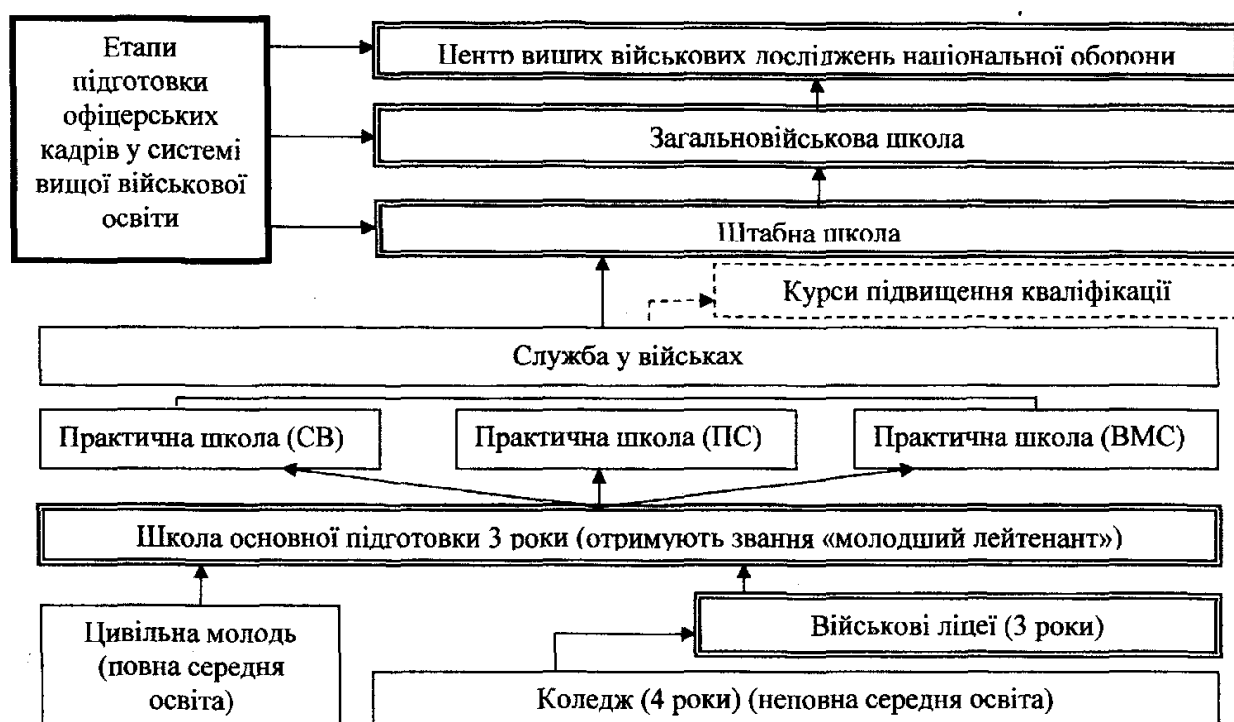 Етапи
підготовки
офіцерських
кадрів у системі
вищої військової
освіти
Центр вищих військових досліджень національної оборони
Загальновійськова школа
Штабна школа
Курси підвищення кваліфікації
Служба у військах
Практична школа (СВ)
Практична школа (ПС)
Практична школа (ВМС)
Школа основної підготовки 3 роки (отримують звання «молодший лейтенант»)
Цивільна молодь
(повна середня
освіта)
Військові ліцеї (3 роки)
Коледж (4 роки) (неповна середня освіта)